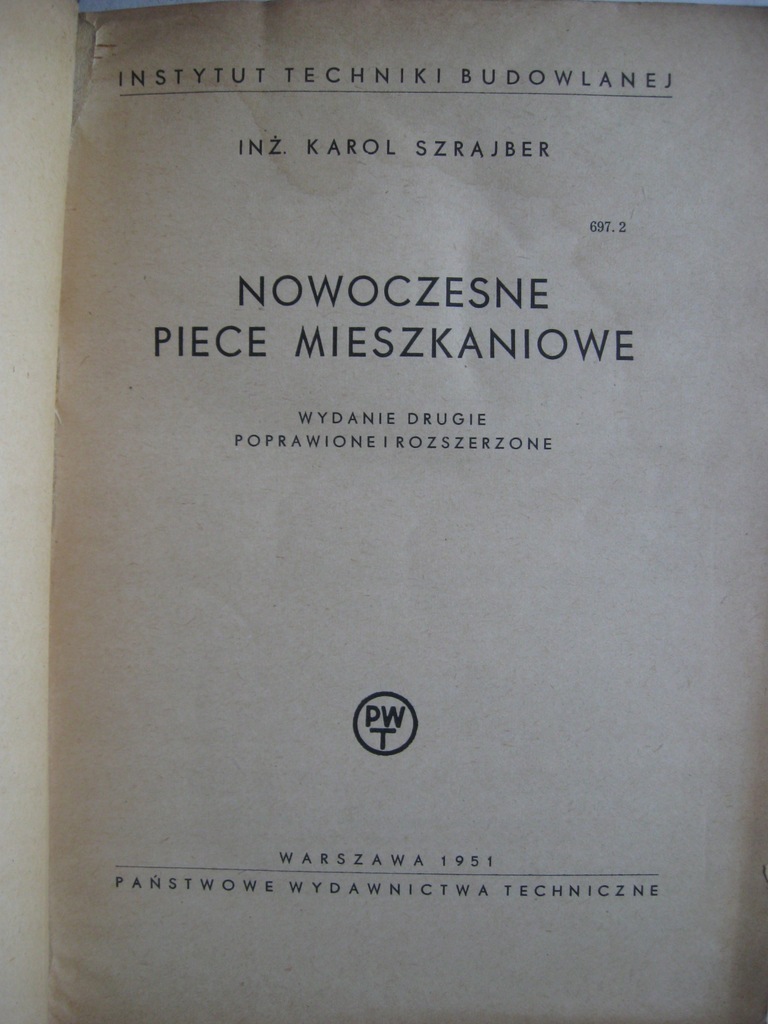 INSTYTUT TECHNIKI BUDOWLANEJ
INŻ. KAROL SZRAJBER
697.2
NOWOCZESNE
PIECE MIESZKANIOWE
WYDANIE DRUGIE
POPRAWIONE I ROZSZERZONE
PW
T
WARSZAWA 1951
PAŃSTWOWE WYDAWNICTWA TECHNICZNE